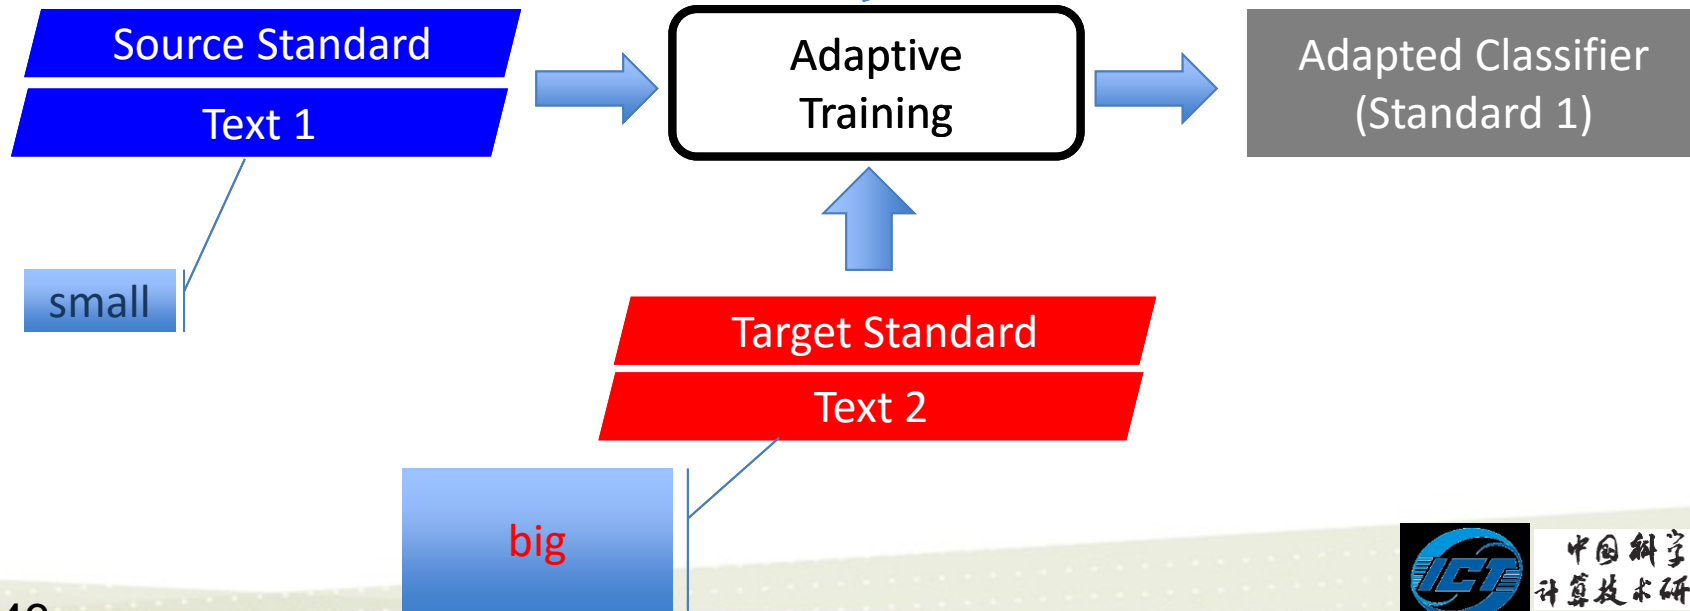 Source Standard
Text 1
Adaptive
Training
Adapted Classifier
(Standard 1)
small
Target Standard
Text 2
big
ICT
中国科学
计算技术研